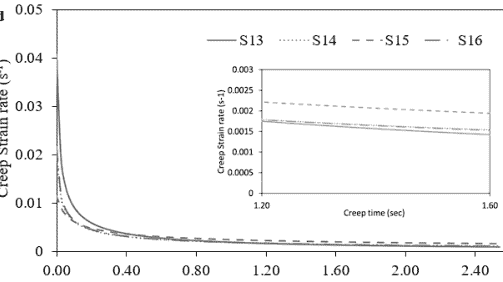 d
0.05
S13 S14 S15 S16
0.04
0.03
0.02
0.01
0
Creep Strain rate (s⁻¹)
0.003
0.0025
0.002
0.0015
0.001
0.0005
0
Creep Strain rate (s-1)
1.20 1.60
Creep time (sec)
0.00 0.40 0.80 1.20 1.60 2.00 2.40